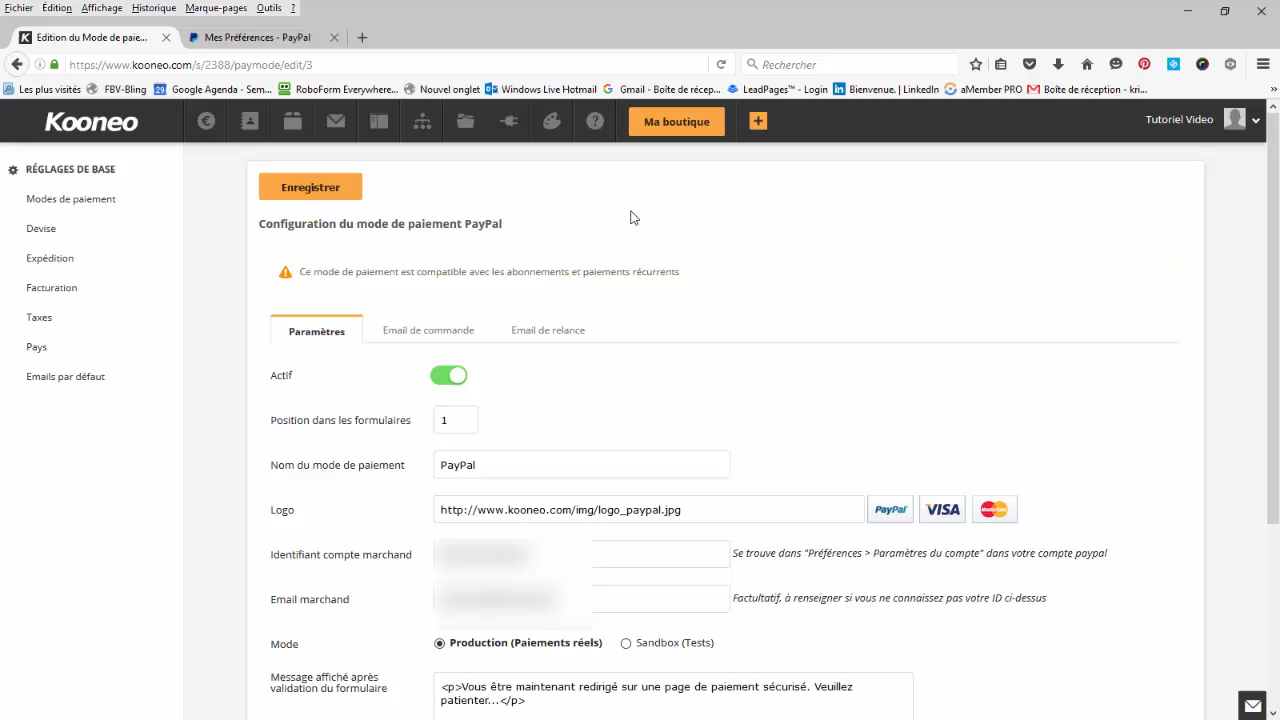 Fichier Édition Affichage Historique Marque-pages Outils ?
Edition du Mode de paie... Mes Préférences - PayPal
https://www.kooneo.com/s/2388/paymode/edit/3 Rechercher
Les plus visités FBV-Bling Google Agenda - Sem... RoboForm Everywhere... Nouvel onglet Windows Live Hotmail Gmail - Boîte de récep... LeadPages™ - Login Bienvenue. | LinkedIn aMember PRO Boîte de réception - kri...
Kooneo Ma boutique + Tutoriel Video
RÉGLAGES DE BASE
Modes de paiement
Devise
Expédition
Facturation
Taxes
Pays
Emails par défaut
Enregistrer
Configuration du mode de paiement PayPal
Ce mode de paiement est compatible avec les abonnements et paiements récurrents
Paramètres Email de commande Email de relance
Actif
Position dans les formulaires 1
Nom du mode de paiement PayPal
Logo http://www.kooneo.com/img/logo_paypal.jpg PayPal VISA MasterCard
Identifiant compte marchand Se trouve dans "Préférences > Paramètres du compte" dans votre compte paypal
Email marchand Factultatif, à renseigner si vous ne connaissez pas votre ID ci-dessus
Mode Production (Paiements réels) Sandbox (Tests)
Message affiché après
validation du formulaire
<p>Vous être maintenant redirigé sur une page de paiement sécurisé. Veuillez
patienter...</p>